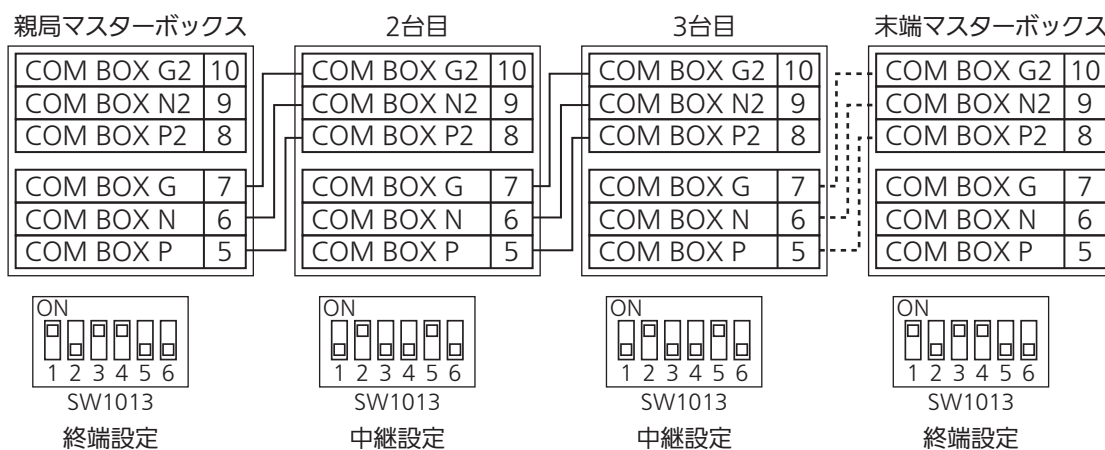 親局マスターボックス 2台目 3台目 末端マスターボックス
COM BOX G2 10 COM BOX G2 10 COM BOX G2 10 COM BOX G2 10
COM BOX N2 9 COM BOX N2 9 COM BOX N2 9 COM BOX N2 9
COM BOX P2 8 COM BOX P2 8 COM BOX P2 8 COM BOX P2 8
COM BOX G 7 COM BOX G 7 COM BOX G 7 COM BOX G 7
COM BOX N 6 COM BOX N 6 COM BOX N 6 COM BOX N 6
COM BOX P 5 COM BOX P 5 COM BOX P 5 COM BOX P 5
ON ON ON ON
1 2 3 4 5 6 1 2 3 4 5 6 1 2 3 4 5 6 1 2 3 4 5 6
SW1013 SW1013 SW1013 SW1013
終端設定 中継設定 中継設定 終端設定